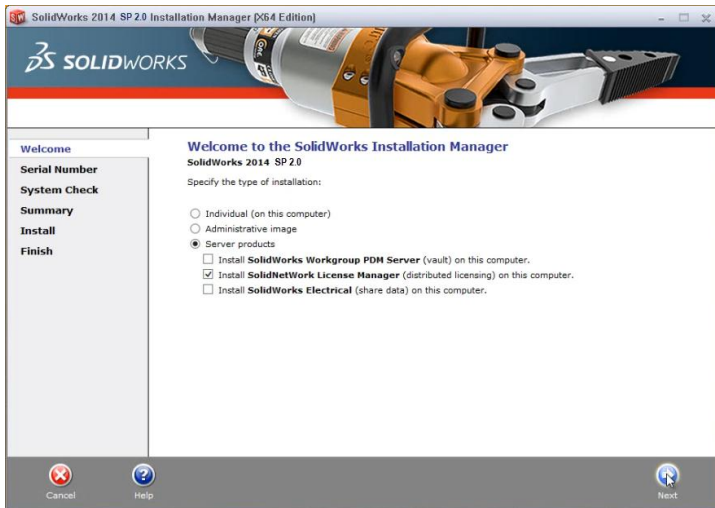 SolidWorks 2014 SP 2.0 Installation Manager (X64 Edition)
SOLIDWORKS
Welcome
Serial Number
System Check
Summary
Install
Finish
Welcome to the SolidWorks Installation Manager
SolidWorks 2014 SP 2.0
Specify the type of installation:
Individual (on this computer)
Administrative image
Server products
Install SolidWorks Workgroup PDM Server (vault) on this computer.
Install SolidNetWork License Manager (distributed licensing) on this computer.
Install SolidWorks Electrical (share data) on this computer.
Cancel
Help
Next